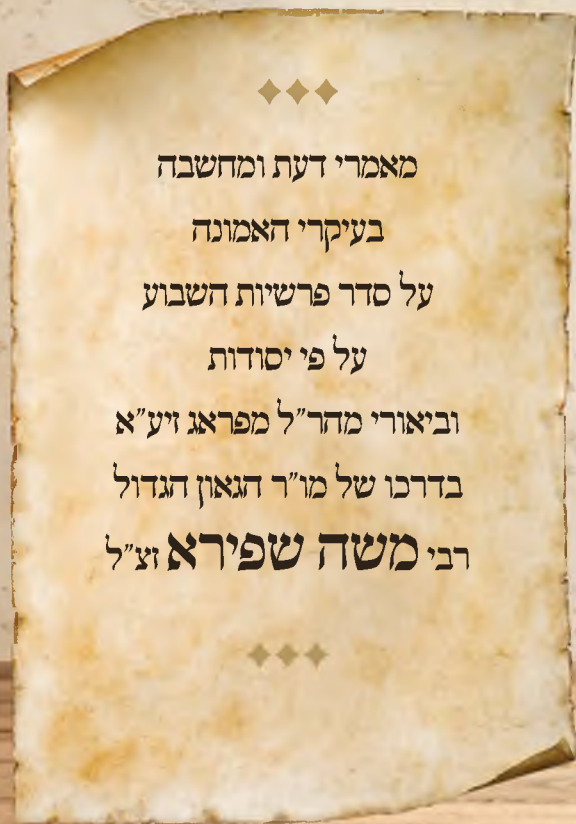 מאמרי דעת ומחשבה
בעיקרי האמונה
על סדר פרשיות השבוע
על פי יסודות
וביאורי מהר״ל מפראג זיע״א
בדרכו של מו״ר הגאון הגדול
רבי משה שפירא זצ״ל